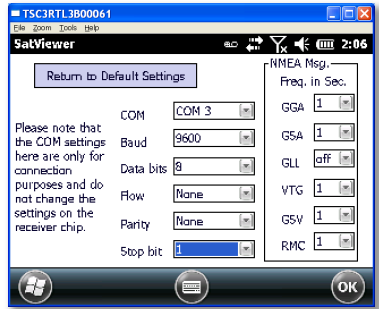 TSC3RTL3B00061
File Zoom Tools Help
SatViewer 2:06
Return to Default Settings
NMEA Msg.
Freq. in Sec.
Please note that
the COM settings
here are only for
connection
purposes and do
not change the
settings on the
receiver chip.
COM COM 3
Baud 9600
Data bits 8
Flow None
Parity None
Stop bit 1
GGA 1
GSA 1
GLL off
VTG 1
GSV 1
RMC 1
OK